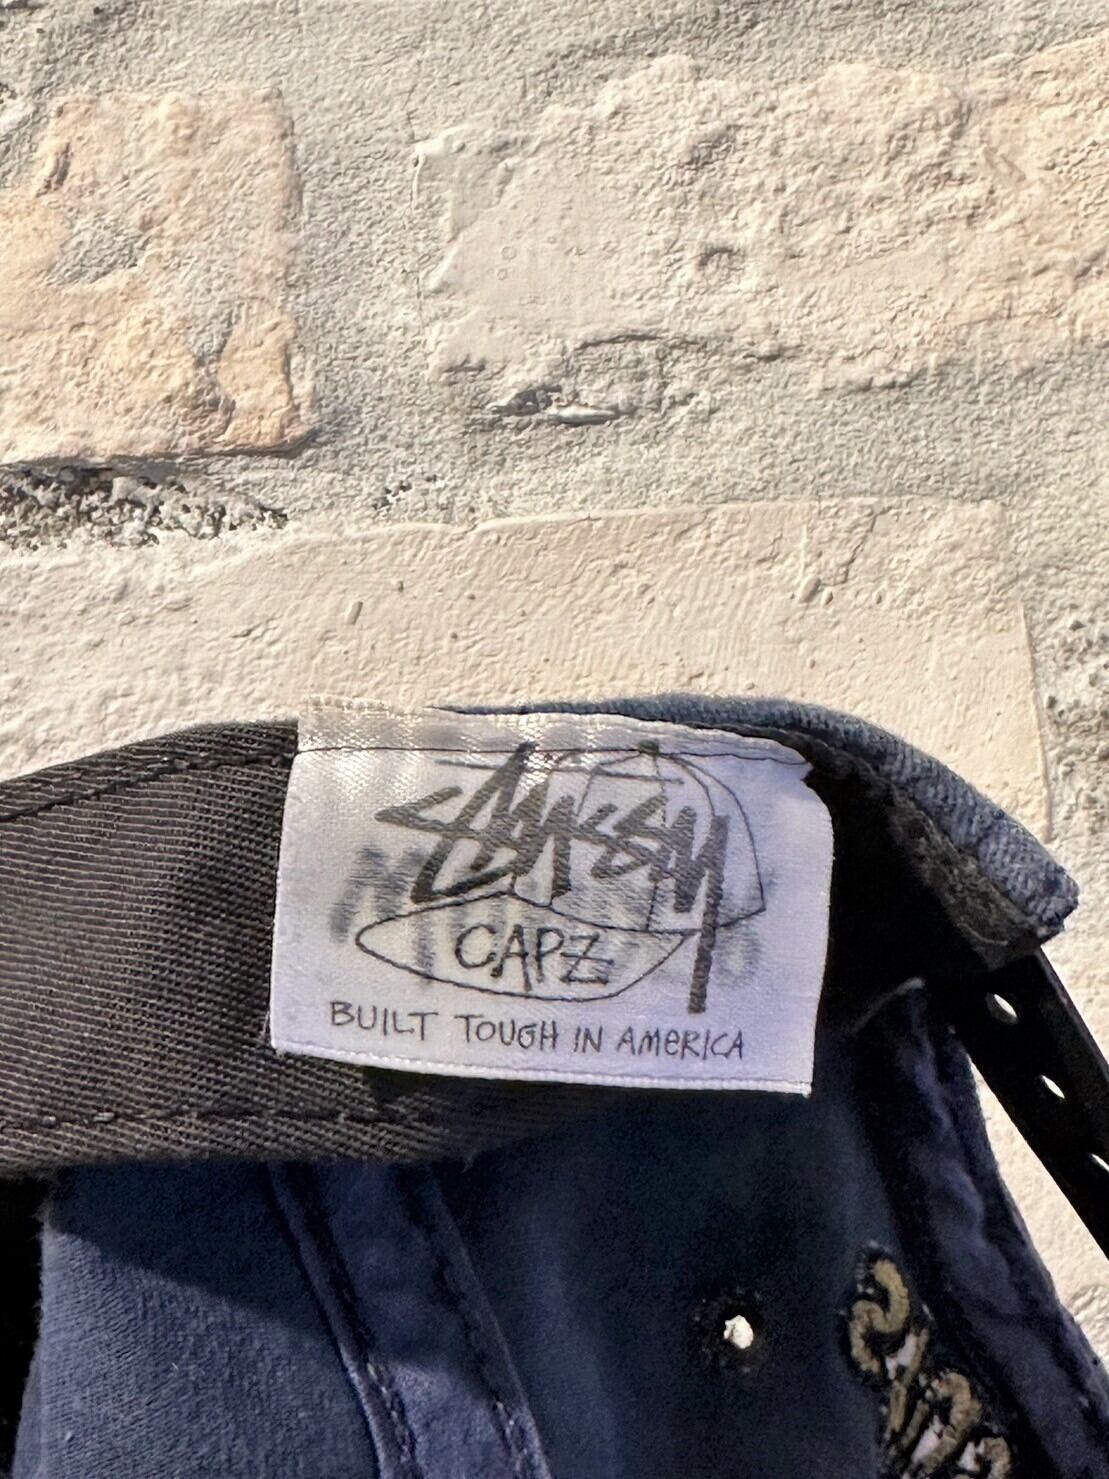 STUSSY
CAPZ
BUILT TOUGH IN AMERICA